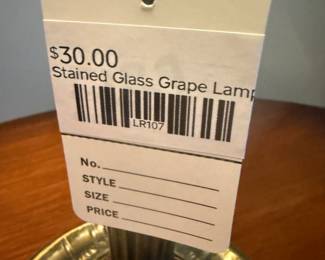 $30.00
Stained Glass Grape Lamp
LR107
No.
STYLE
SIZE
PRICE